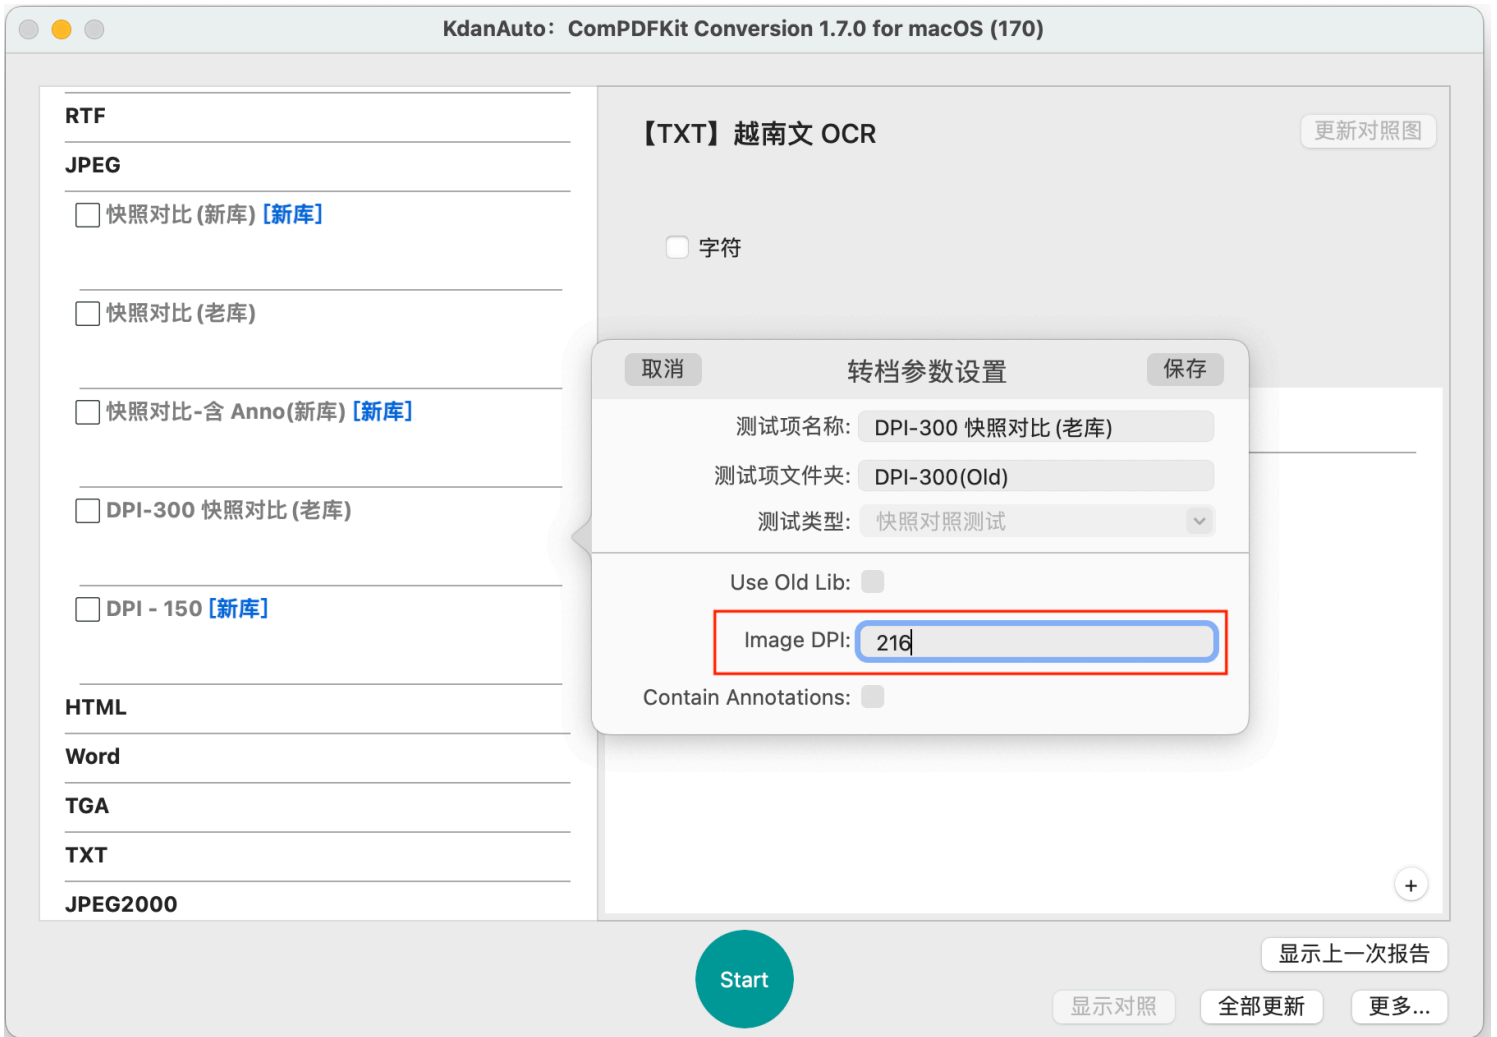 KdanAuto：ComPDFKit Conversion 1.7.0 for macOS (170)
RTF
JPEG
快照对比(新库) [新库]
快照对比(老库)
快照对比-含 Anno(新库) [新库]
DPI-300 快照对比(老库)
DPI - 150 [新库]
HTML
Word
TGA
TXT
JPEG2000
【TXT】越南文 OCR
更新对照图
字符
取消
转档参数设置
保存
测试项名称: DPI-300 快照对比(老库)
测试项文件夹: DPI-300(Old)
测试类型: 快照对照测试
Use Old Lib:
Image DPI: 216
Contain Annotations:
+
Start
显示上一次报告
显示对照
全部更新
更多...